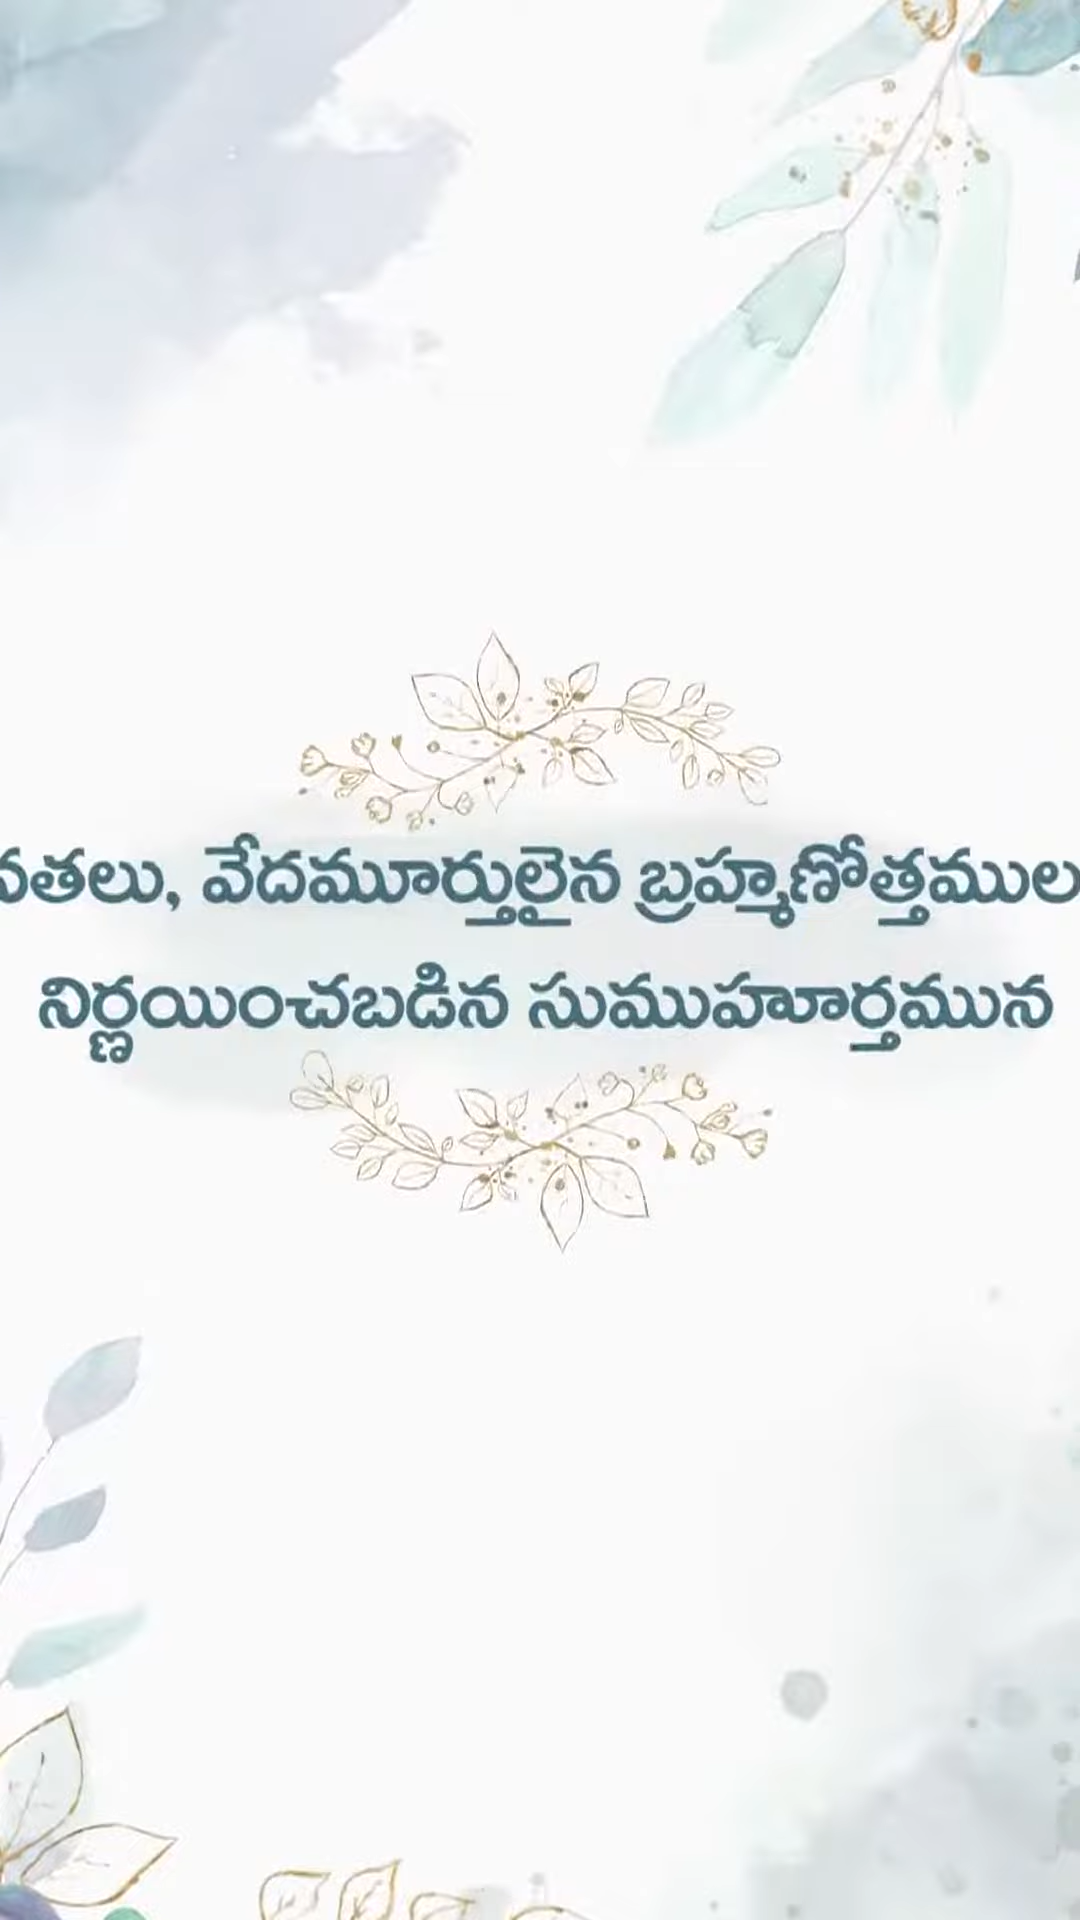 వతలు, వేదమూర్తులైన బ్రహ్మణోత్తముల
నిర్ణయించబడిన సుముహూర్తమున